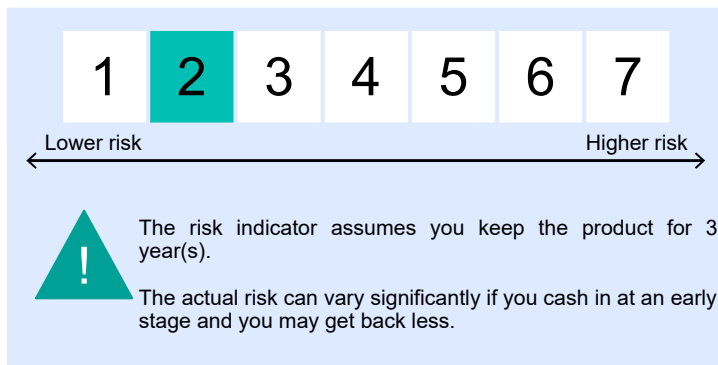 1 2 3 4 5 6 7
Lower risk Higher risk
!
The risk indicator assumes you keep the product for 3
year(s).
The actual risk can vary significantly if you cash in at an early
stage and you may get back less.